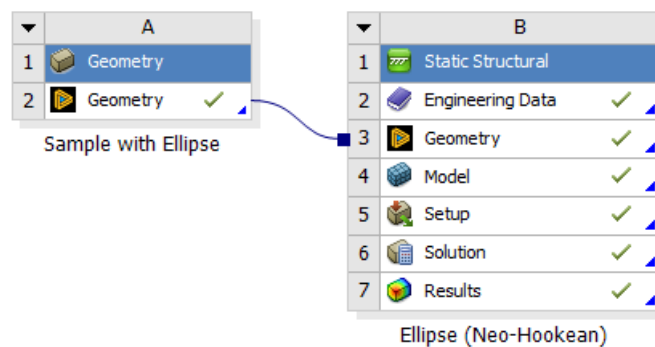 A
1 Geometry
2 Geometry
Sample with Ellipse
B
1 Static Structural
2 Engineering Data
3 Geometry
4 Model
5 Setup
6 Solution
7 Results
Ellipse (Neo-Hookean)